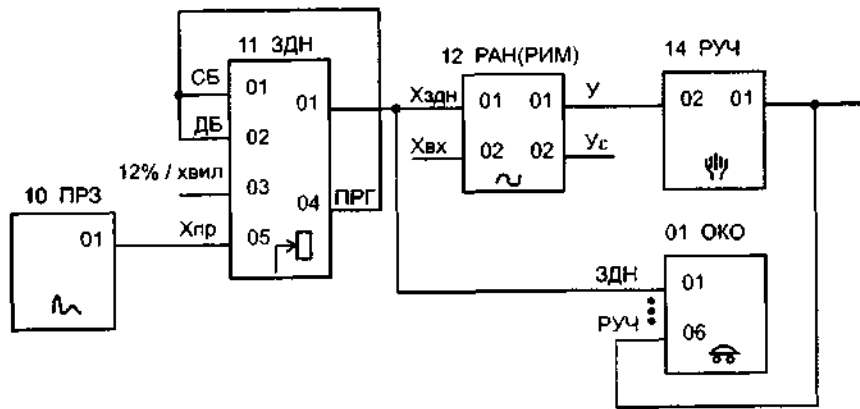 11 ЗДН
12 РАН(РИМ)
14 РУЧ
СБ
01
01
ДБ
02
Хздн
01
01
У
02
01
12% / хвил
03
Хвх
02
02
Ус
10 ПРЗ
04
ПРГ
01
Хпр
05
01 ОКО
ЗДН
01
РУЧ
06